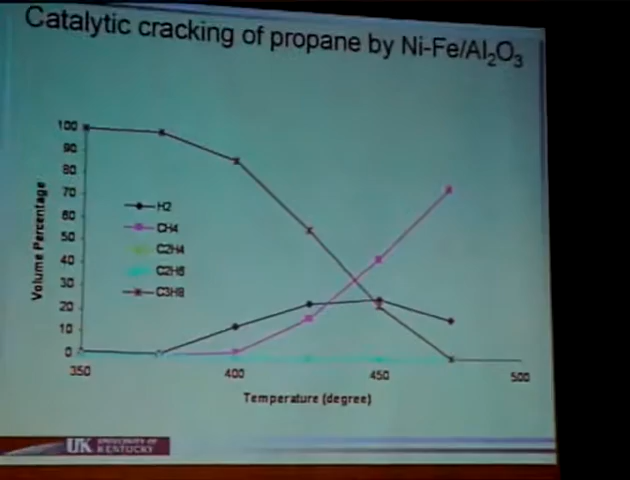 Catalytic cracking of propane by Ni-Fe/Al₂O₃
100
90
80
70
60
50
40
30
20
10
0
Volume Percentage
H2
CH4
C2H4
C2H6
C3H8
350
400
450
500
Temperature (degree)
UK UNIVERSITY OF
KENTUCKY